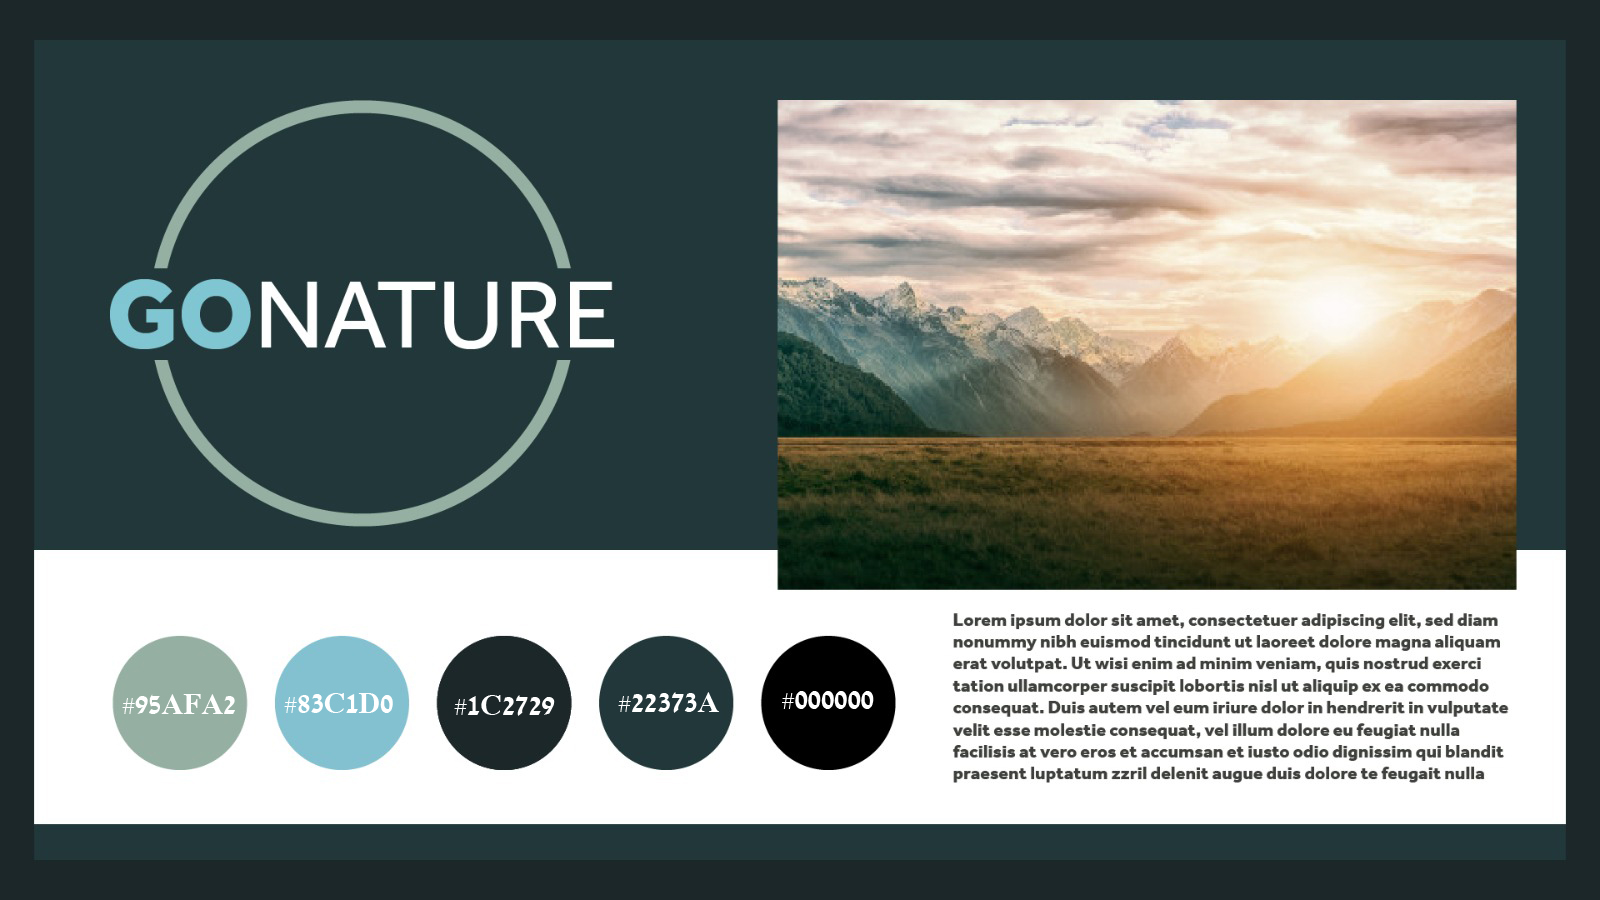 GONATURE
#95AFA2
#83C1D0
#1C2729
#22373A
#000000
Lorem ipsum dolor sit amet, consectetuer adipiscing elit, sed diam
nonummy nibh euismod tincidunt ut laoreet dolore magna aliquam
erat volutpat. Ut wisi enim ad minim veniam, quis nostrud exerci
tation ullamcorper suscipit lobortis nisl ut aliquip ex ea commodo
consequat. Duis autem vel eum iriure dolor in hendrerit in vulputate
velit esse molestie consequat, vel illum dolore eu feugiat nulla
facilisis at vero eros et accumsan et iusto odio dignissim qui blandit
praesent luptatum zzril delenit augue duis dolore te feugait nulla